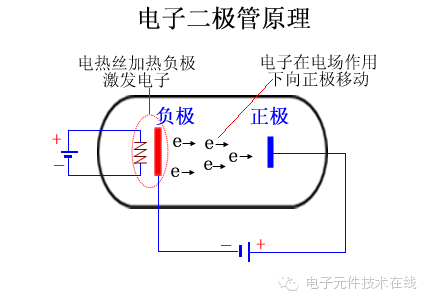 电子二极管原理
电热丝加热负极
激发电子
电子在电场作用
下向正极移动
负极
正极
e→
e→
e→
e→
e→
+
−
− +
电子元件技术在线